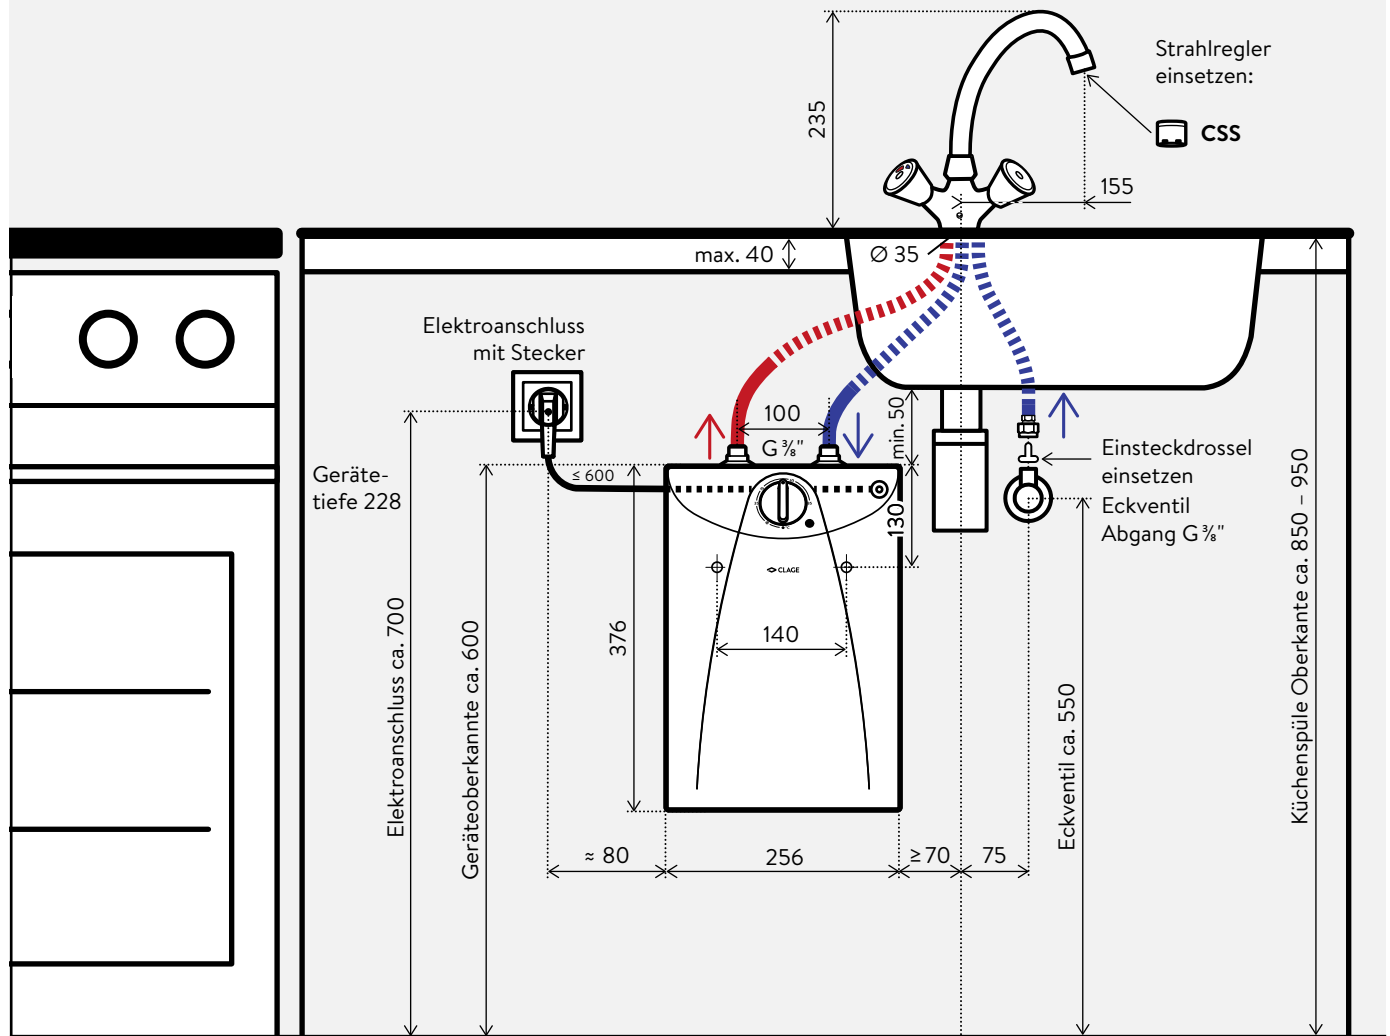 Strahlregler
einsetzen:
CSS
235
155
max. 40
Ø 35
Elektroanschluss
mit Stecker
100
G ⅜"
min. 50
Geräte-
tiefe 228
≤ 600
Einsteckdrossel
einsetzen
Eckventil
Abgang G ⅜"
130
CLAGE
376
140
Elektroanschluss ca. 700
Geräteoberkannte ca. 600
Eckventil ca. 550
Küchenspüle Oberkante ca. 850 – 950
≈ 80
256
≥ 70
75